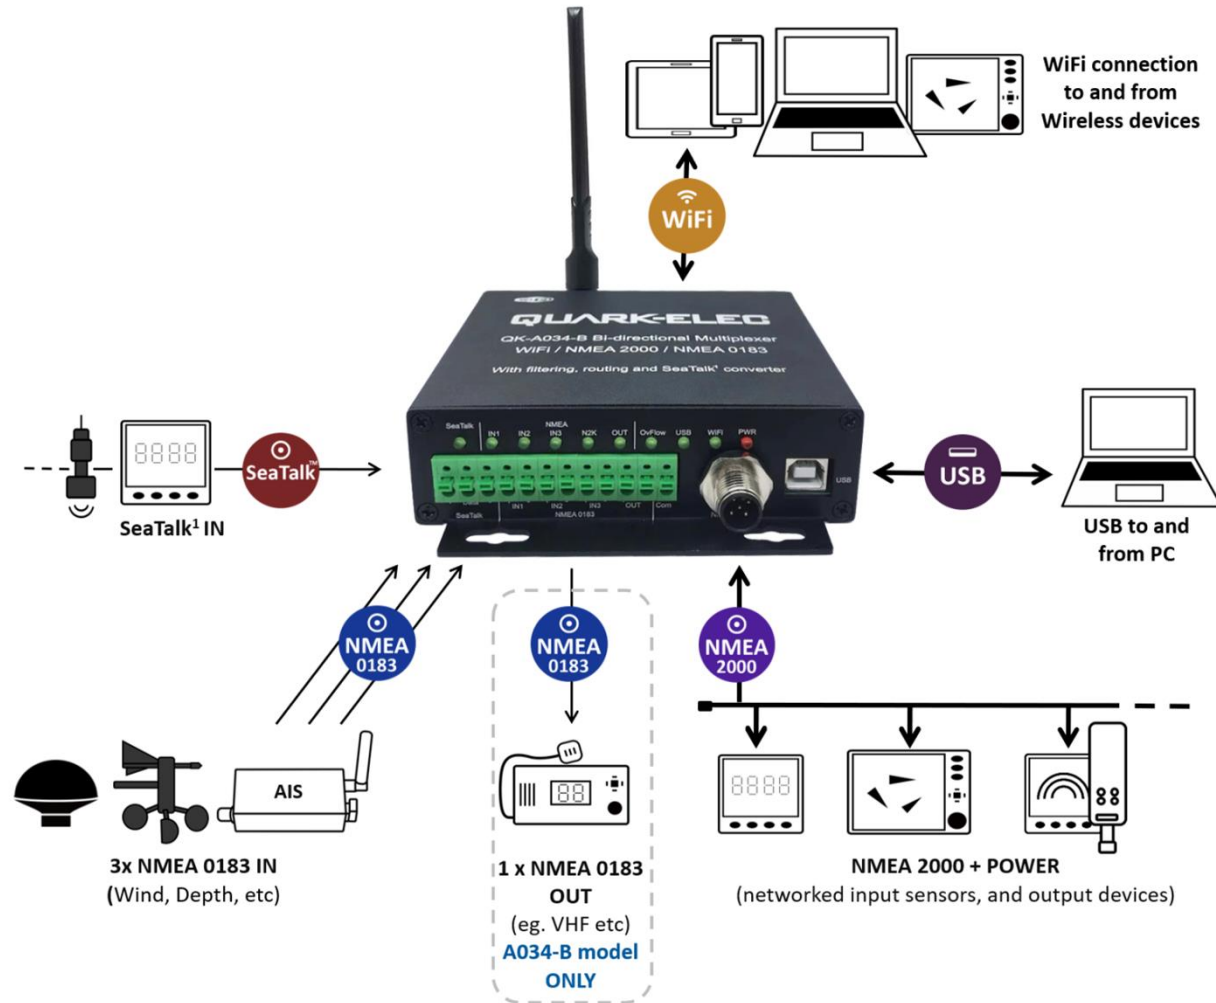 WiFi connection
to and from
Wireless devices
WiFi
QUARK-ELEC
QK-A034-B Bi-directional Multiplexer
WiFi / NMEA 2000 / NMEA 0183
With filtering, routing and SeaTalk¹ converter
SeaTalk IN1 IN2 NMEA IN3 N2K OUT OvFlow USB WiFi PWR
USB
SeaTalk IN1 IN2 IN3 OUT Com
NMEA 0183
SeaTalk™
SeaTalk¹ IN
USB
USB to and
from PC
NMEA
0183
NMEA
0183
NMEA
2000
AIS
3x NMEA 0183 IN
(Wind, Depth, etc)
1 x NMEA 0183
OUT
(eg. VHF etc)
A034-B model
ONLY
NMEA 2000 + POWER
(networked input sensors, and output devices)